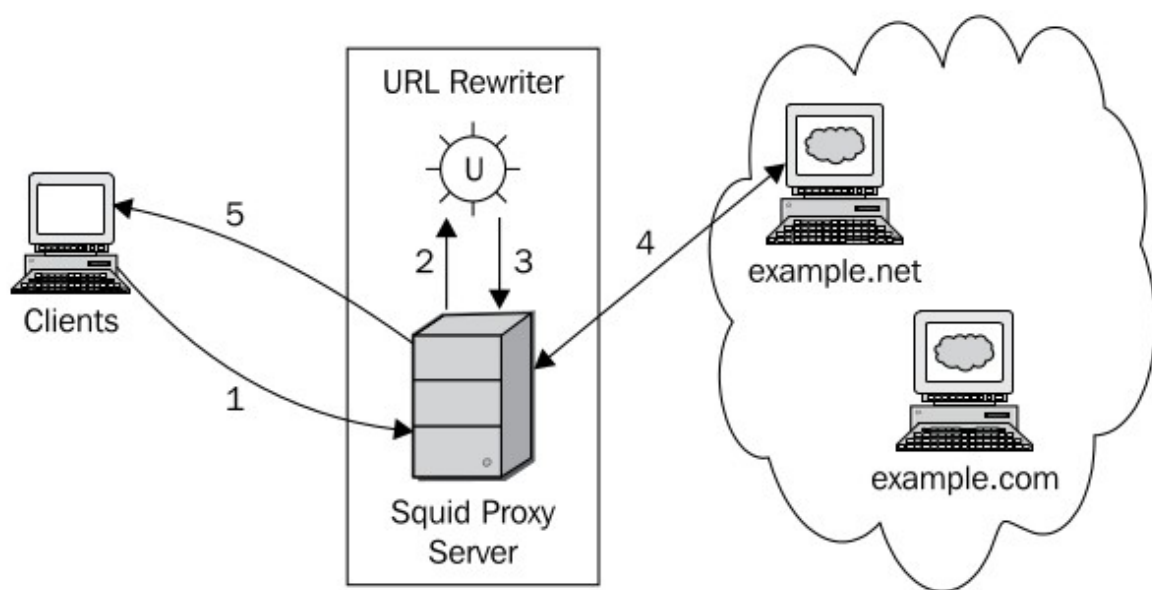 URL Rewriter
U
5
2
3
4
example.net
Clients
1
example.com
Squid Proxy
Server